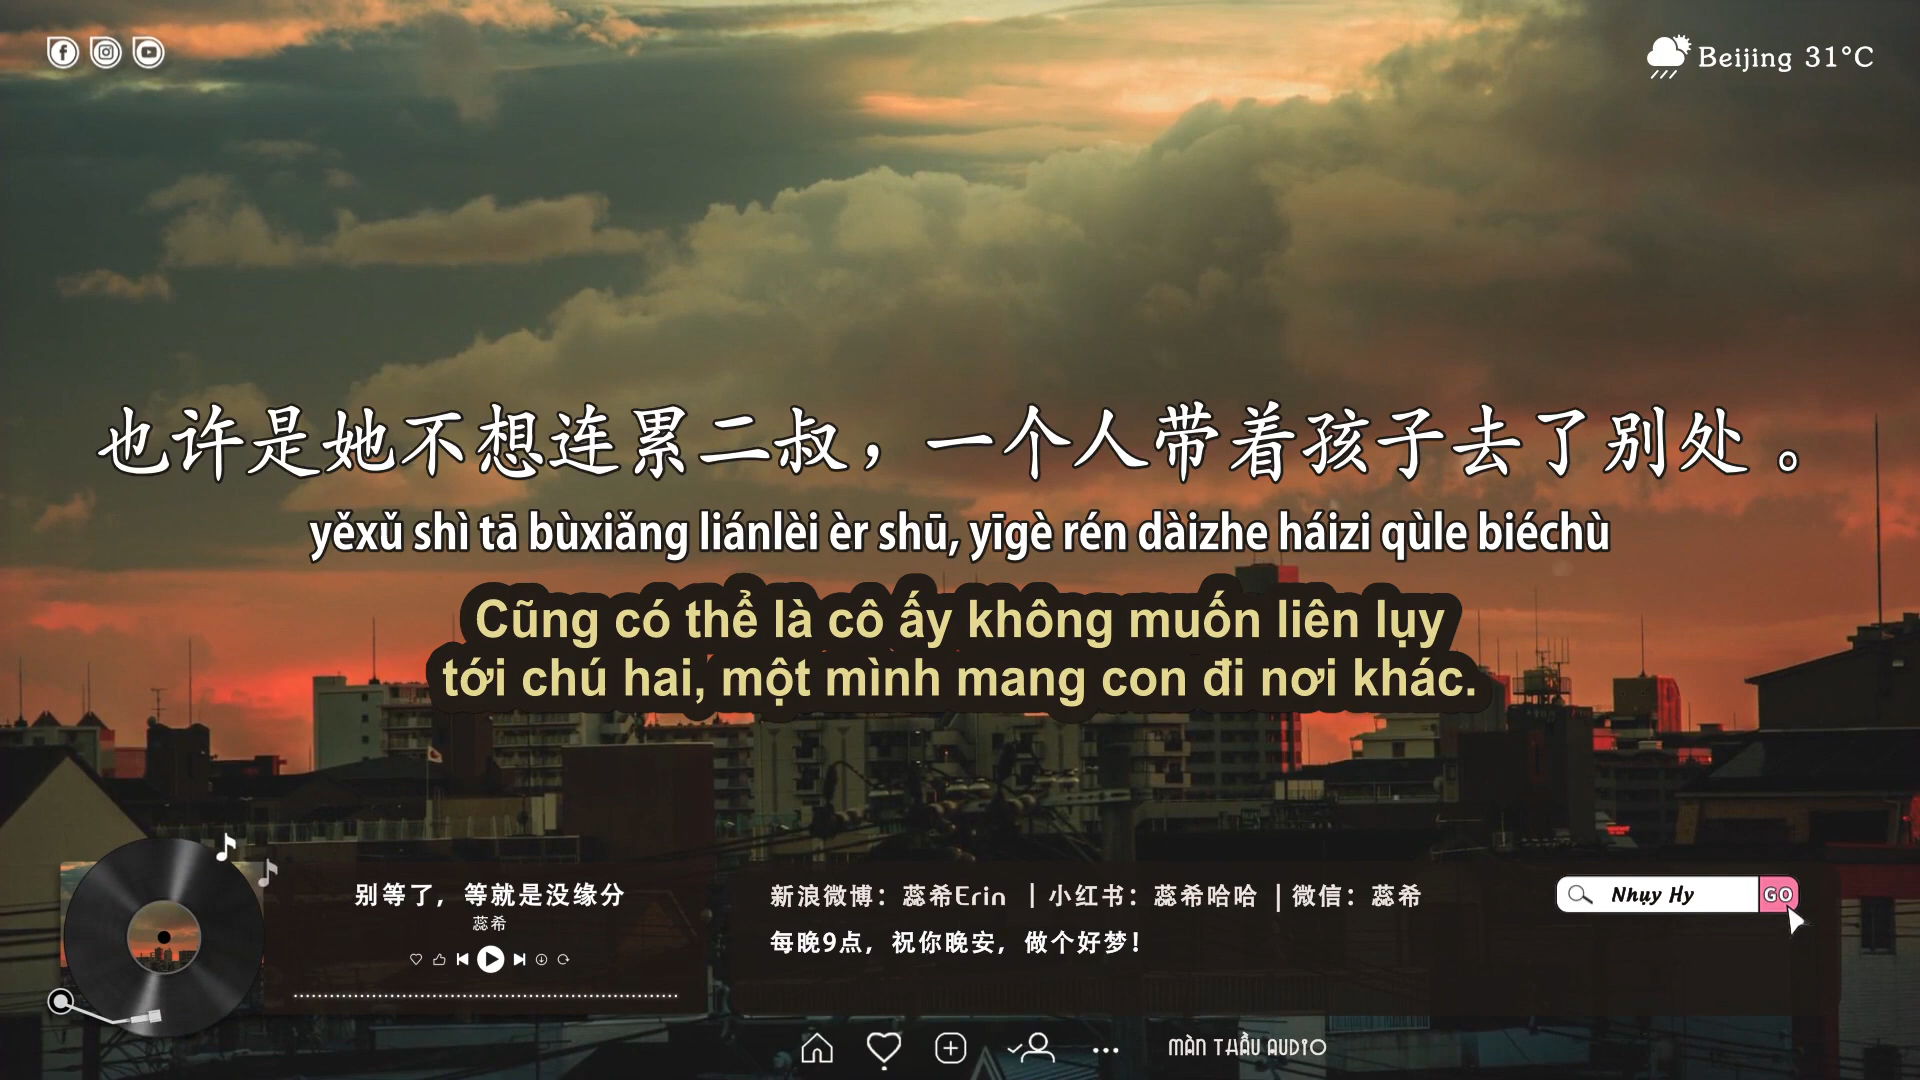 Beijing 31°C
也许是她不想连累二叔，一个人带着孩子去了别处。
yěxǔ shì tā bùxiǎng liánlèi èr shū, yīgè rén dàizhe háizi qùle biéchù
Cũng có thể là cô ấy không muốn liên lụy
tới chú hai, một mình mang con đi nơi khác.
别等了，等就是没缘分
蕊希
新浪微博：蕊希Erin ｜小红书：蕊希哈哈 ｜微信：蕊希
每晚9点，祝你晚安，做个好梦！
Nhụy Hy GO
MÀN THẦU AUDIO